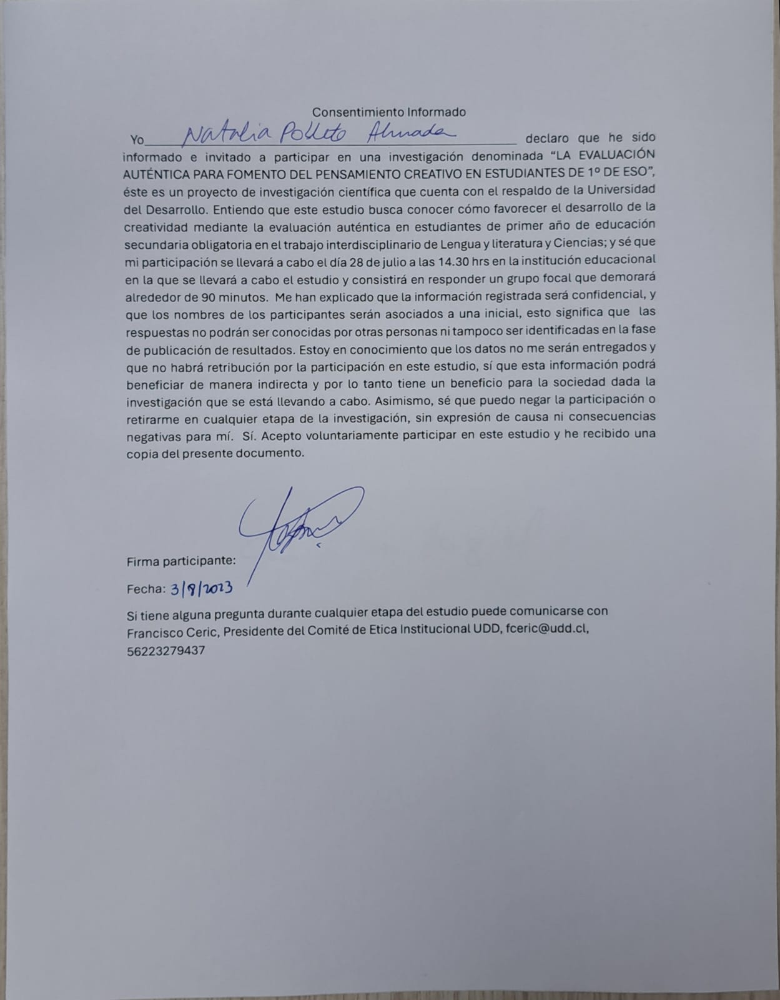 Consentimiento Informado
Yo Natalia Almada declaro que he sido
informado e invitado a participar en una investigación denominada “LA EVALUACIÓN
AUTÉNTICA PARA FOMENTO DEL PENSAMIENTO CREATIVO EN ESTUDIANTES DE 1º DE ESO”,
éste es un proyecto de investigación científica que cuenta con el respaldo de la Universidad
del Desarrollo. Entiendo que este estudio busca conocer cómo favorecer el desarrollo de la
creatividad mediante la evaluación auténtica en estudiantes de primer año de educación
secundaria obligatoria en el trabajo interdisciplinario de Lengua y literatura y Ciencias; y sé que
mi participación se llevará a cabo el día 28 de julio a las 14.30 hrs en la institución educacional
en la que se llevará a cabo el estudio y consistirá en responder un grupo focal que demorará
alrededor de 90 minutos. Me han explicado que la información registrada será confidencial, y
que los nombres de los participantes serán asociados a una inicial, esto significa que las
respuestas no podrán ser conocidas por otras personas ni tampoco ser identificadas en la fase
de publicación de resultados. Estoy en conocimiento que los datos no me serán entregados y
que no habrá retribución por la participación en este estudio, sí que esta información podrá
beneficiar de manera indirecta y por lo tanto tiene un beneficio para la sociedad dada la
investigación que se está llevando a cabo. Asimismo, sé que puedo negar la participación o
retirarme en cualquier etapa de la investigación, sin expresión de causa ni consecuencias
negativas para mí. Sí. Acepto voluntariamente participar en este estudio y he recibido una
copia del presente documento.
Firma participante:
Fecha: 3/8/2023
Si tiene alguna pregunta durante cualquier etapa del estudio puede comunicarse con
Francisco Ceric, Presidente del Comité de Etica Institucional UDD, fceric@udd.cl,
56223279437